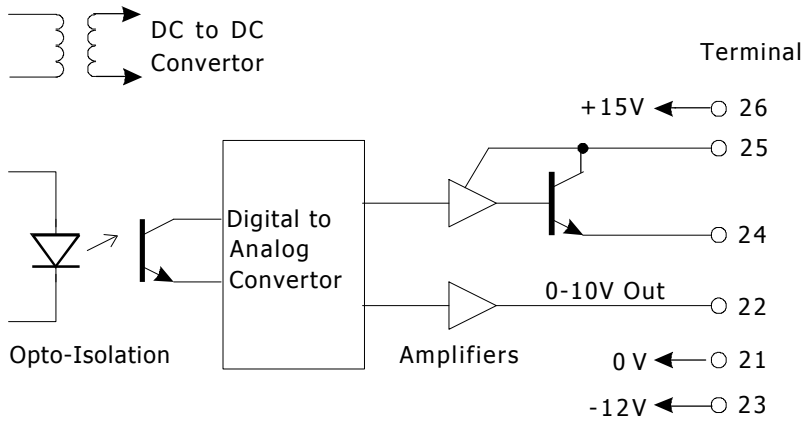 DC to DC
Convertor
Terminal
+15V 26
25
Digital to
Analog
Convertor
24
0-10V Out 22
Opto-Isolation
Amplifiers
0 V 21
-12V 23